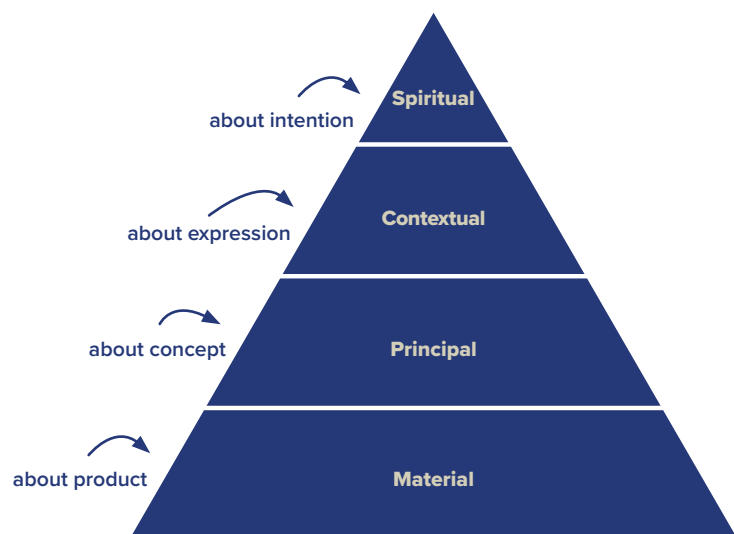 Spiritual
about intention
Contextual
about expression
Principal
about concept
Material
about product